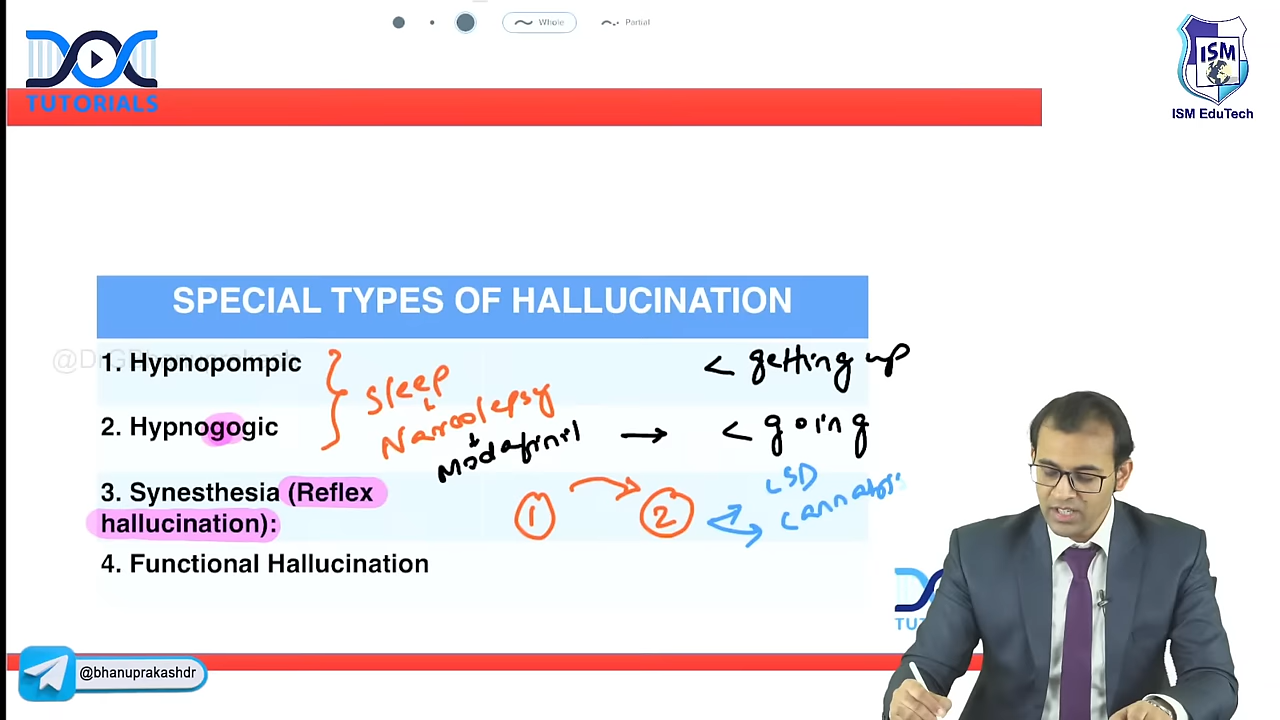 Whole
Partial
TUTORIALS
ISM
ISM EduTech
SPECIAL TYPES OF HALLUCINATION
1. Hypnopompic
< getting up
sleep
Narcolepsy
2. Hypnogogic
Modafinil → < going
3. Synesthesia (Reflex
hallucination):
1 2
LSD
4. Functional Hallucination
TUT
@bhanuprakashdr